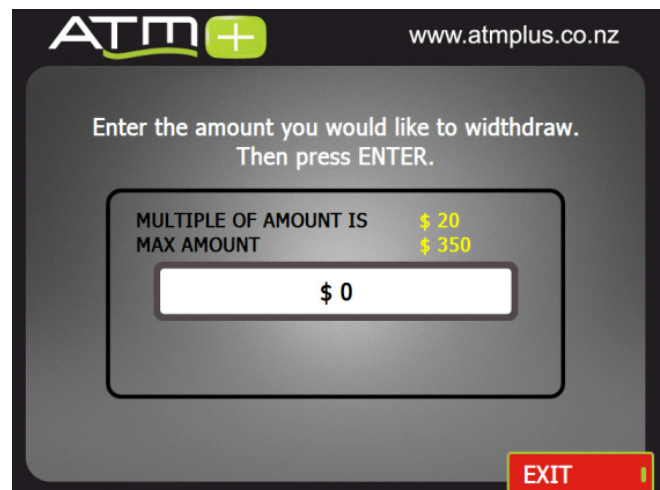 ATM+ www.atmplus.co.nz
Enter the amount you would like to widthdraw.
Then press ENTER.
MULTIPLE OF AMOUNT IS $ 20
MAX AMOUNT $ 350
$ 0
EXIT